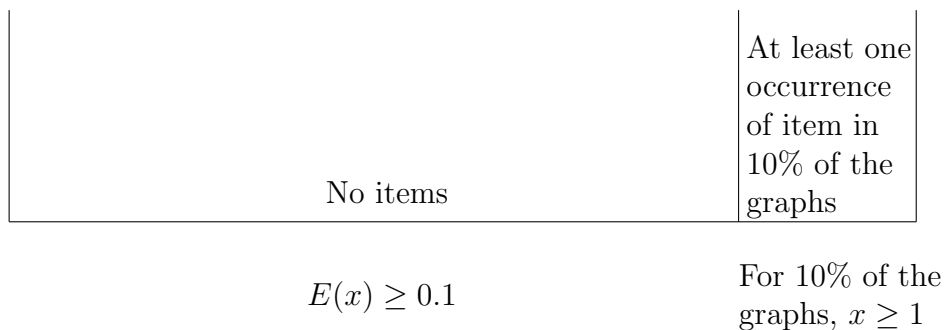 At least one
occurrence
of item in
10% of the
graphs
No items
E(x) ≥ 0.1
For 10% of the
graphs, x ≥ 1